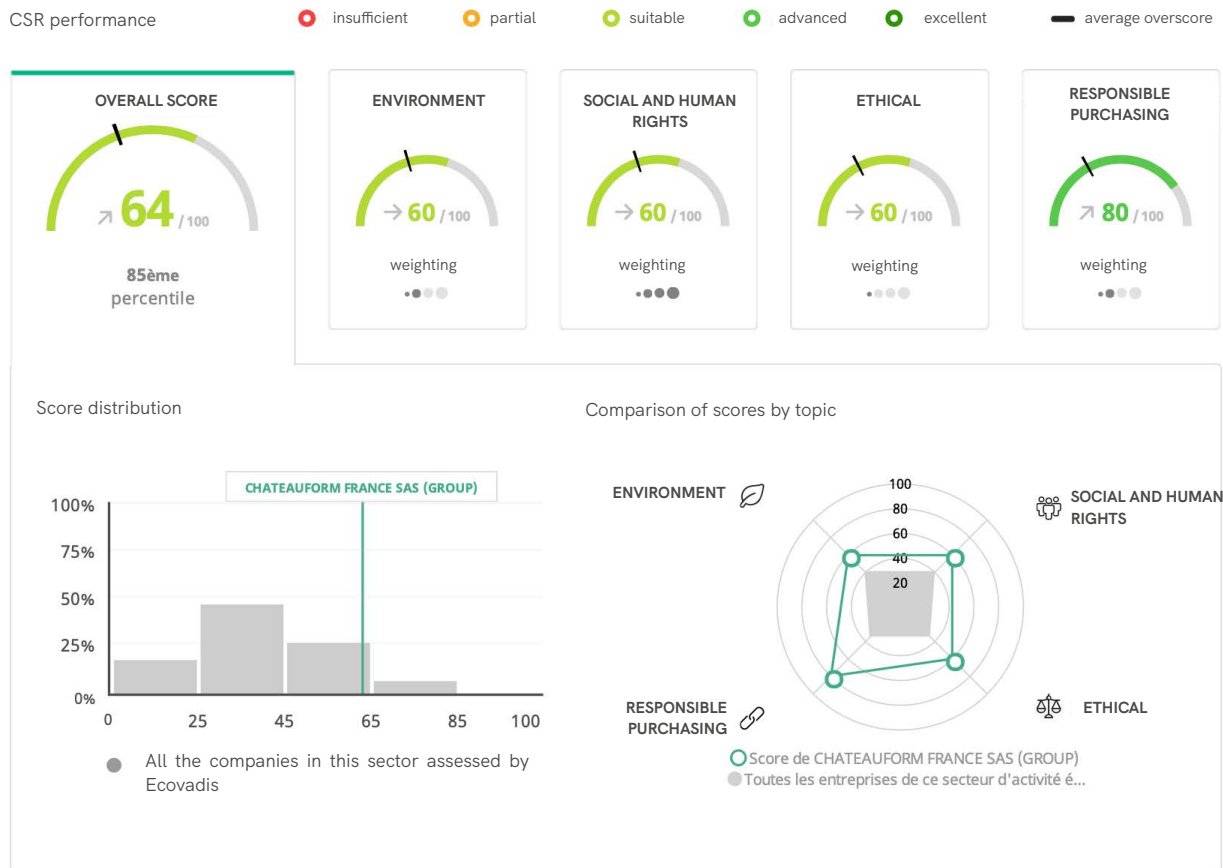 CSR performance
insufficient
partial
suitable
advanced
excellent
average overscore
OVERALL SCORE
64 / 100
85ème
percentile
ENVIRONMENT
60 / 100
weighting
SOCIAL AND HUMAN
RIGHTS
60 / 100
weighting
ETHICAL
60 / 100
weighting
RESPONSIBLE
PURCHASING
80 / 100
weighting
Score distribution
CHATEAUFORM FRANCE SAS (GROUP)
100%
75%
50%
25%
0%
0 25 45 65 85 100
All the companies in this sector assessed by
Ecovadis
Comparison of scores by topic
ENVIRONMENT
SOCIAL AND HUMAN
RIGHTS
100
80
60
40
20
RESPONSIBLE
PURCHASING
ETHICAL
Score de CHATEAUFORM FRANCE SAS (GROUP)
Toutes les entreprises de ce secteur d'activité é...